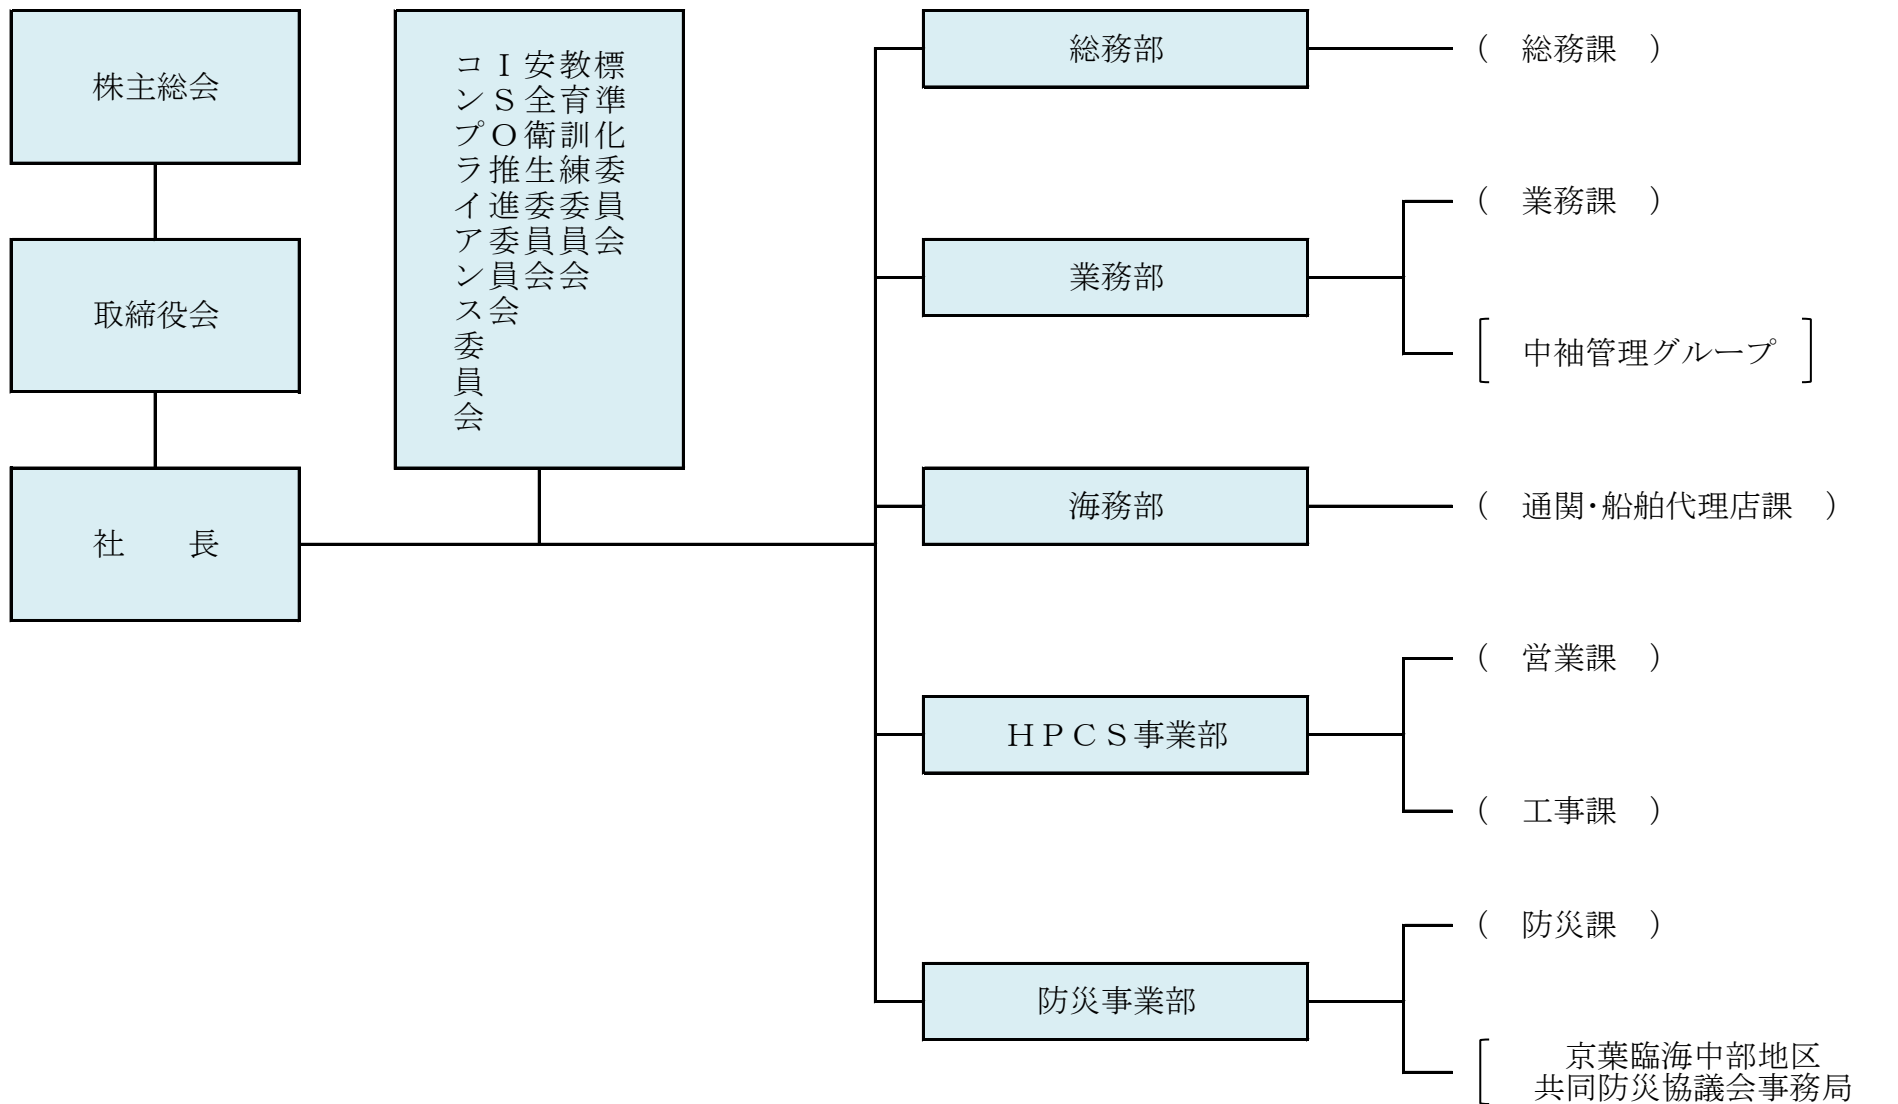 株主総会
取締役会
社　　長
標準化委員会
教育訓練委員会
安全衛生委員会
ＩＳＯ推進委員会
コンプライアンス委員会
総務部
（　総務課　）
業務部
（　業務課　）
［　中袖管理グループ　］
海務部
（　通関・船舶代理店課　）
ＨＰＣＳ事業部
（　営業課　）
（　工事課　）
防災事業部
（　防災課　）
［　京葉臨海中部地区
共同防災協議会事務局